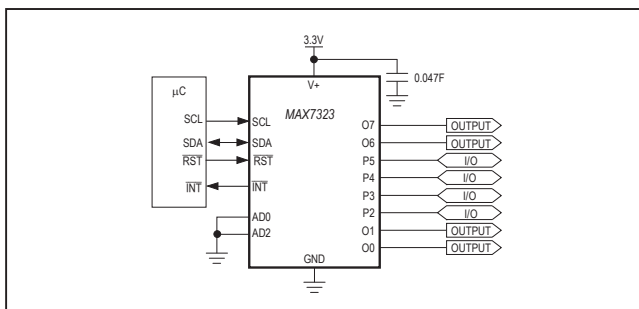 3.3V
0.047F
V+
μC
MAX7323
SCL
SDA
RST
INT
SCL
SDA
RST
INT
AD0
AD2
GND
O7
O6
P5
P4
P3
P2
O1
O0
OUTPUT
OUTPUT
I/O
I/O
I/O
I/O
OUTPUT
OUTPUT